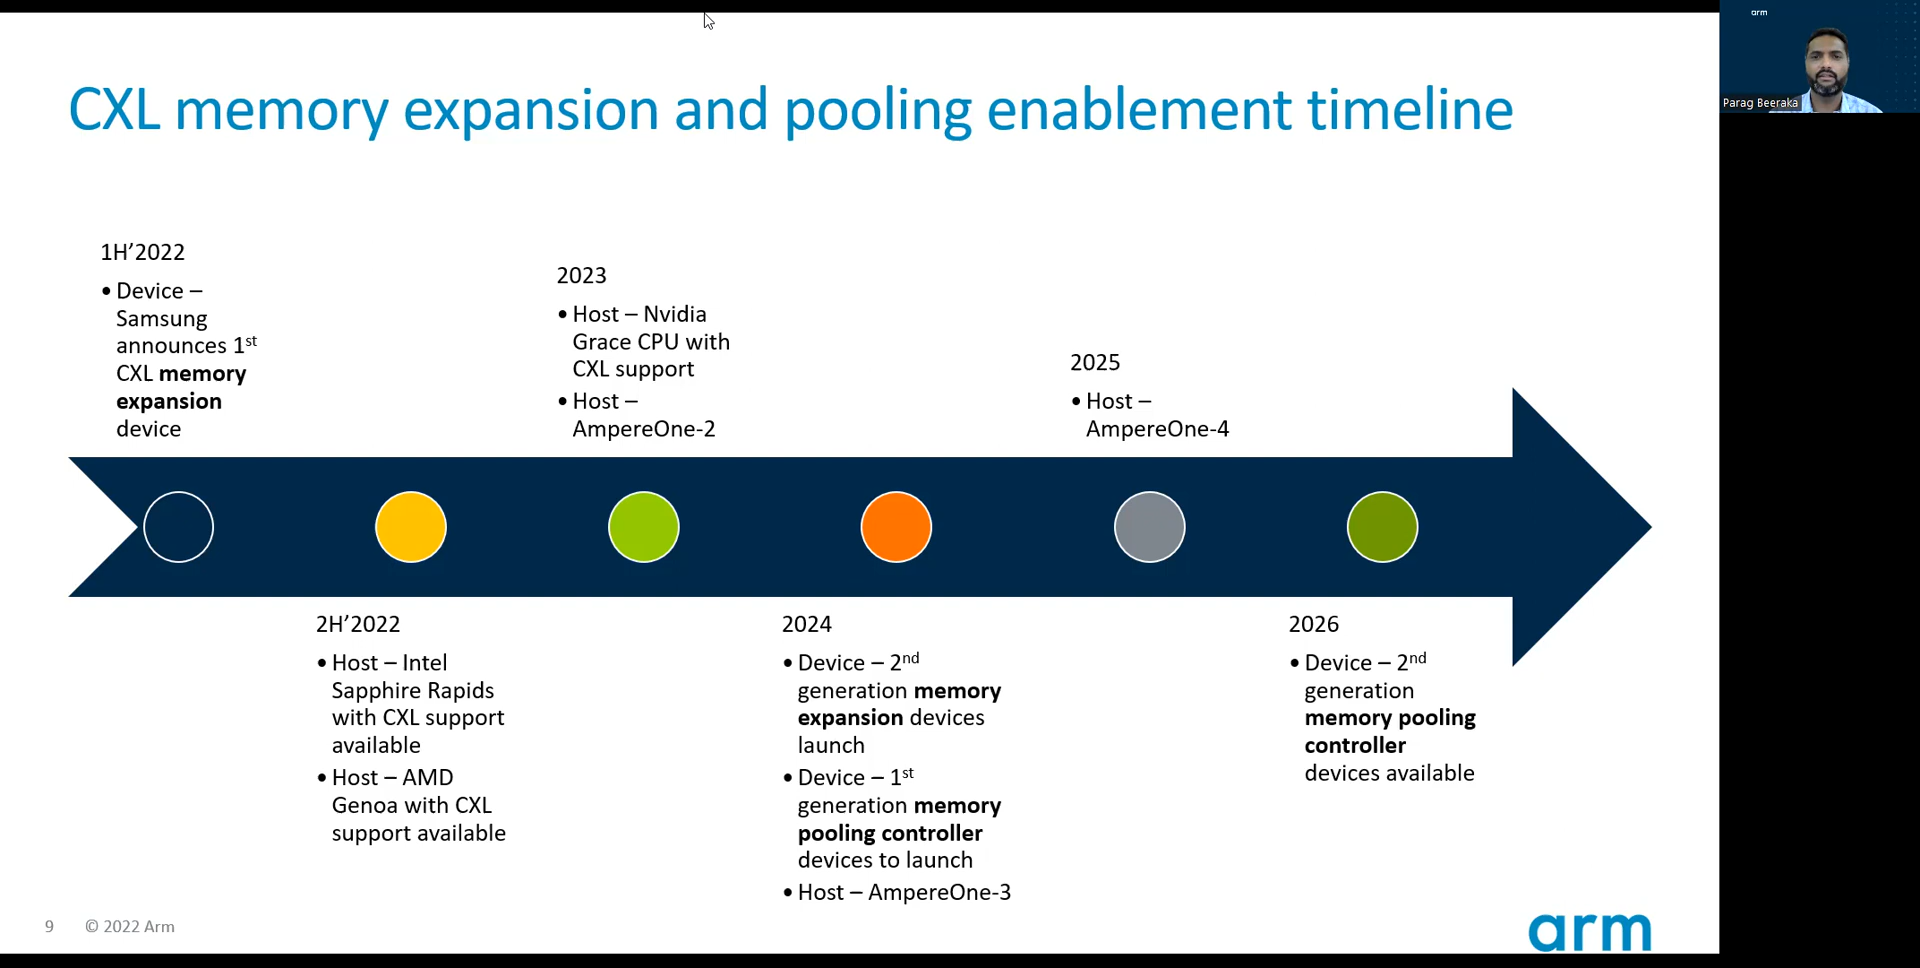 CXL memory expansion and pooling enablement timeline
1H’2022
• Device –
Samsung
announces 1st
CXL memory
expansion
device
2023
• Host – Nvidia
Grace CPU with
CXL support
• Host –
AmpereOne-2
2025
• Host –
AmpereOne-4
2H’2022
• Host – Intel
Sapphire Rapids
with CXL support
available
• Host – AMD
Genoa with CXL
support available
2024
• Device – 2nd
generation memory
expansion devices
launch
• Device – 1st
generation memory
pooling controller
devices to launch
• Host – AmpereOne-3
2026
• Device – 2nd
generation
memory pooling
controller
devices available
9 © 2022 Arm
arm
arm
Parag Beeraka